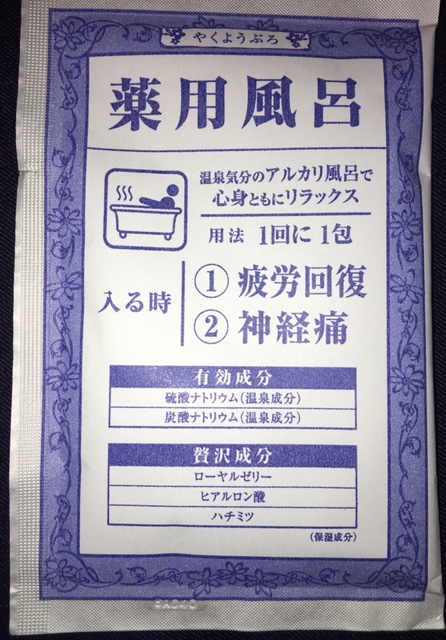 やくようぶろ
薬用風呂
温泉気分のアルカリ風呂で
心身ともにリラックス
用法 1回に1包
入る時
① 疲労回復
② 神経痛
有効成分
硫酸ナトリウム(温泉成分)
炭酸ナトリウム(温泉成分)
贅沢成分
ローヤルゼリー
ヒアルロン酸
ハチミツ
(保湿成分)